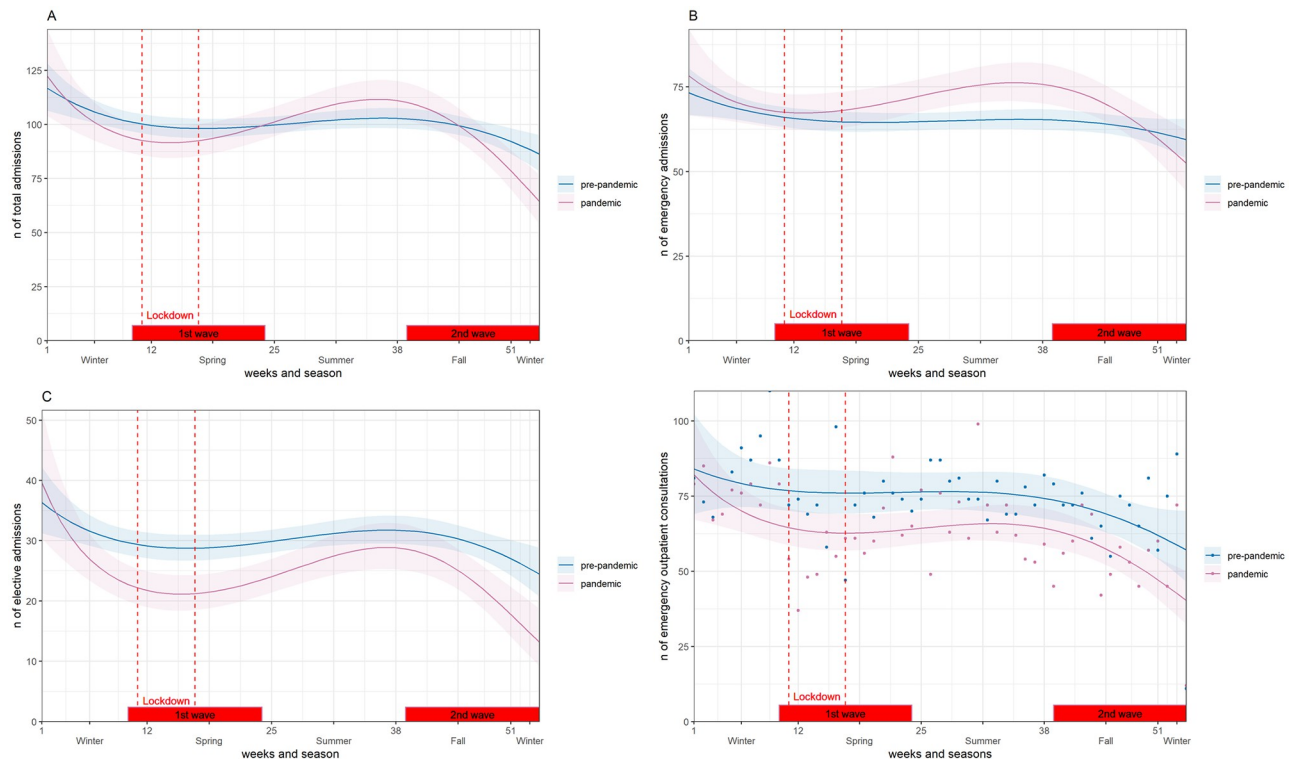 A
n of total admissions
125
100
75
50
25
0
Lockdown
1st wave
2nd wave
1 12 25 38 51
Winter Spring Summer Fall Winter
weeks and season
pre-pandemic
pandemic
B
n of emergency admissions
75
50
25
0
Lockdown
1st wave
2nd wave
1 12 25 38 51
Winter Spring Summer Fall Winter
weeks and season
pre-pandemic
pandemic
C
n of elective admissions
50
40
30
20
10
0
Lockdown
1st wave
2nd wave
1 12 25 38 51
Winter Spring Summer Fall Winter
weeks and season
pre-pandemic
pandemic
n of emergency outpatient consultations
100
75
50
25
0
Lockdown
1st wave
2nd wave
1 12 25 38 51
Winter Spring Summer Fall Winter
weeks and seasons
pre-pandemic
pandemic